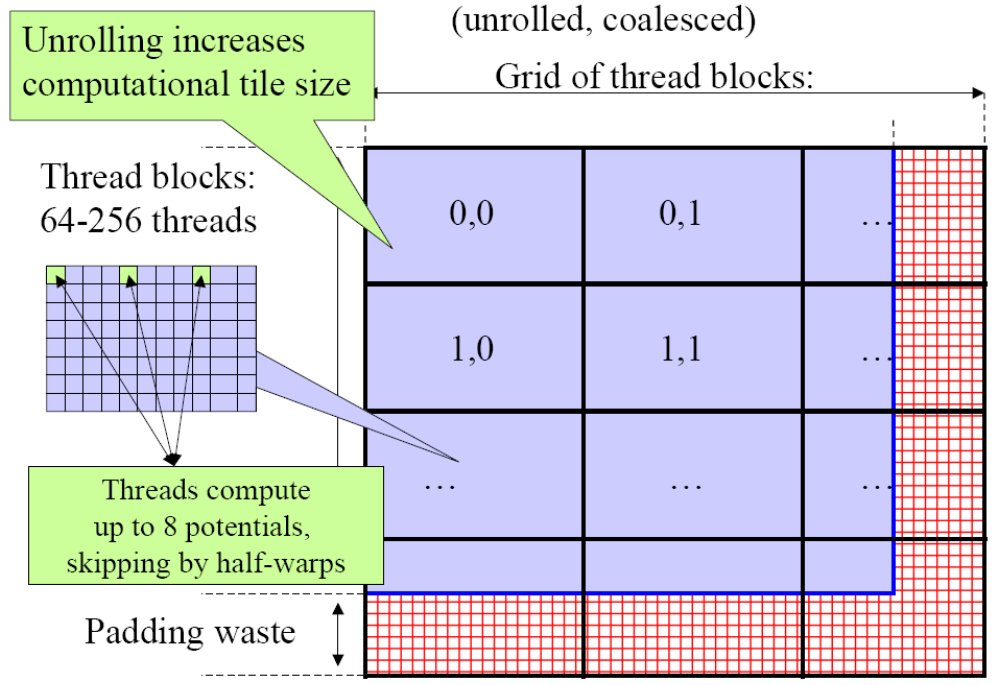 (unrolled, coalesced)
Grid of thread blocks:
Unrolling increases
computational tile size
Thread blocks:
64-256 threads
0,0
0,1
…
1,0
1,1
…
…
…
…
Threads compute
up to 8 potentials,
skipping by half-warps
Padding waste